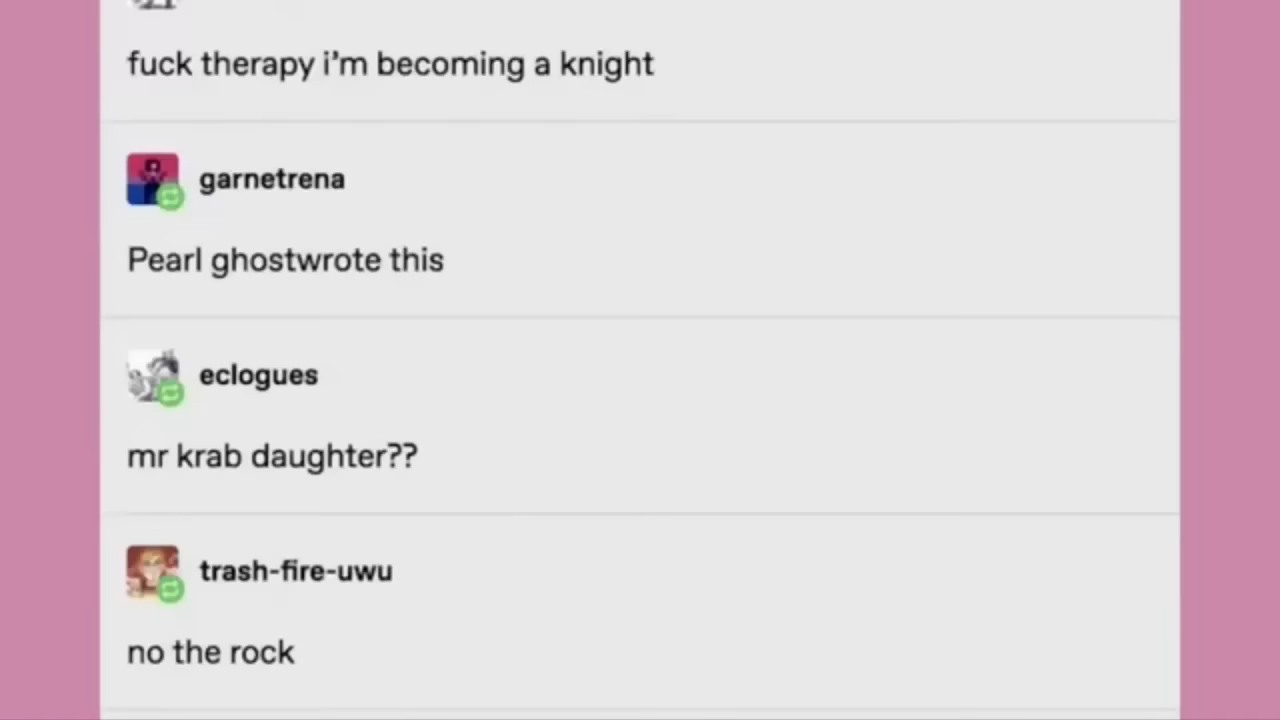 fuck therapy i’m becoming a knight
garnetrena
Pearl ghostwrote this
eclogues
mr krab daughter??
trash-fire-uwu
no the rock